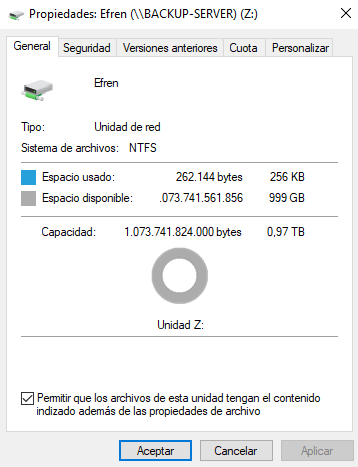 Propiedades: Efren (\\BACKUP-SERVER) (Z:)
General Seguridad Versiones anteriores Cuota Personalizar
Efren
Tipo: Unidad de red
Sistema de archivos: NTFS
Espacio usado: 262.144 bytes 256 KB
Espacio disponible: .073.741.561.856 999 GB
Capacidad: 1.073.741.824.000 bytes 0,97 TB
Unidad Z:
Permitir que los archivos de esta unidad tengan el contenido
indizado además de las propiedades de archivo
Aceptar Cancelar Aplicar